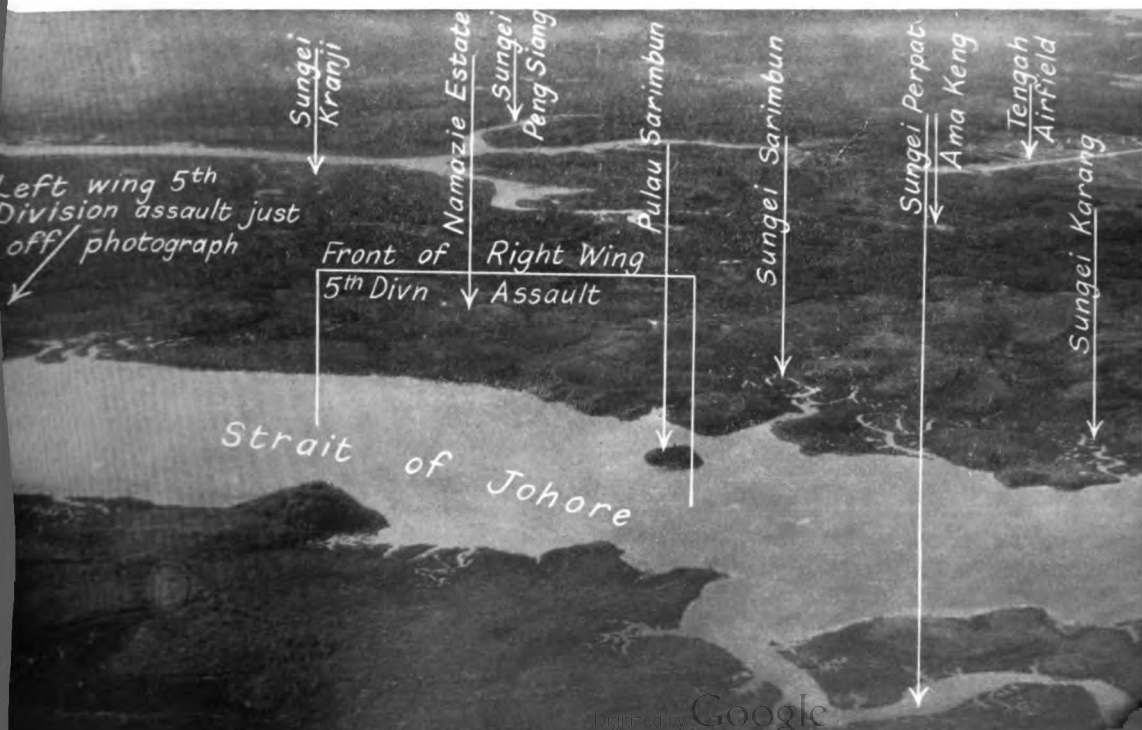 Sungei
Kranji
Namozie Estate
Sungei
Peng Siang
Pulau Sarimbun
Sungei Sarimbun
Sungei Perpat
Ama Keng
Tengah
Airfield
Sungei Karang
Left wing 5th
Division assault just
off photograph
Front of Right Wing
5th Divn Assault
Strait of Johore
Digitized by Google